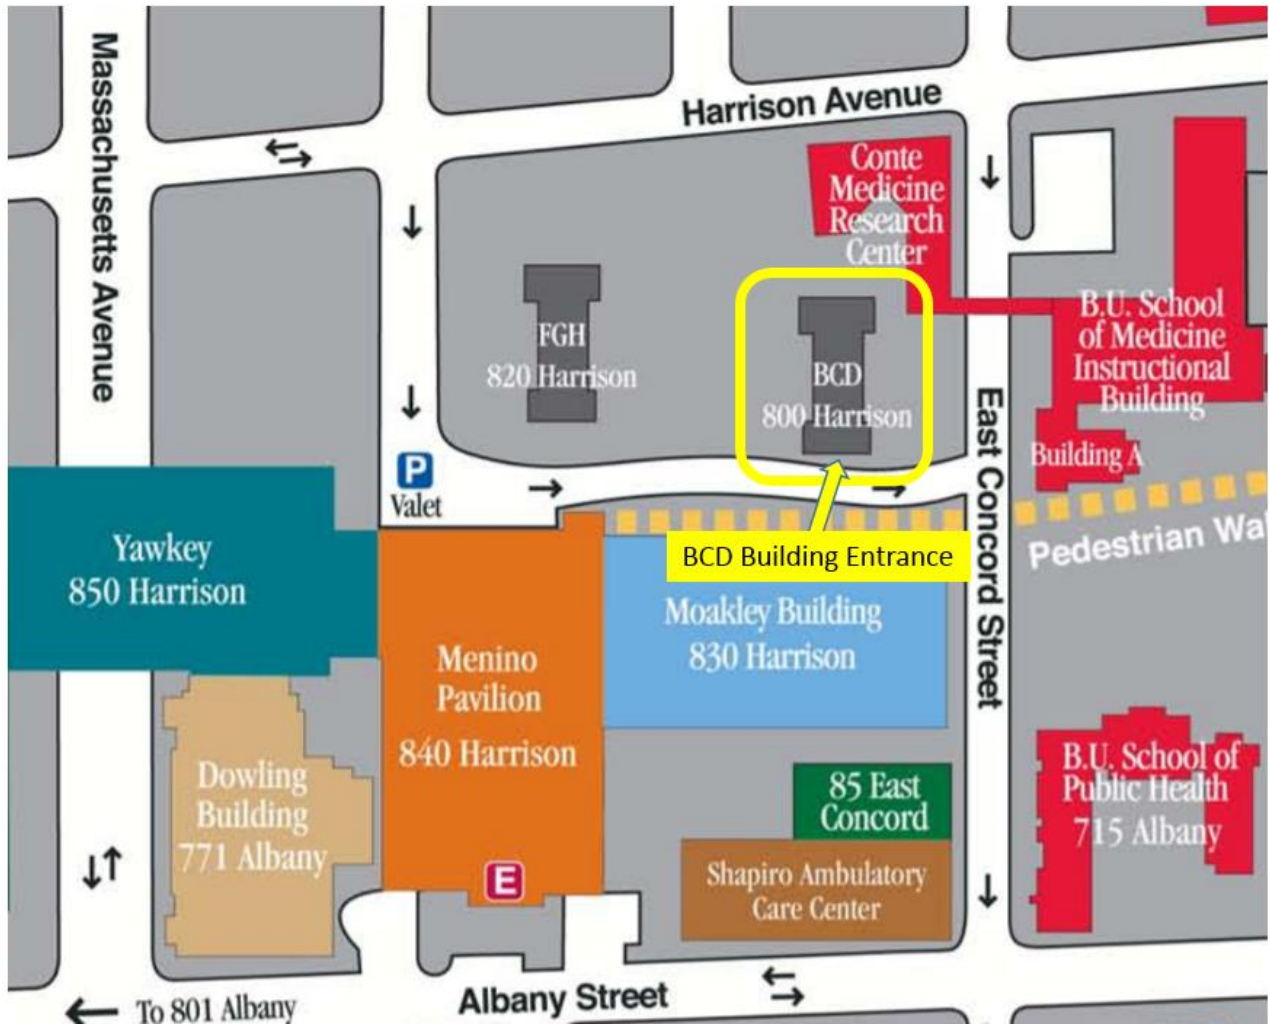 Massachusetts Avenue
Harrison Avenue
Conte
Medicine
Research
Center
FGH
820 Harrison
BCD
800 Harrison
B.U. School
of Medicine
Instructional
Building
Building A
East Concord Street
P
Valet
Pedestrian Wal
BCD Building Entrance
Yawkey
850 Harrison
Moakley Building
830 Harrison
Menino
Pavilion
840 Harrison
Dowling
Building
771 Albany
85 East
Concord
B.U. School of
Public Health
715 Albany
E
Shapiro Ambulatory
Care Center
Albany Street
To 801 Albany